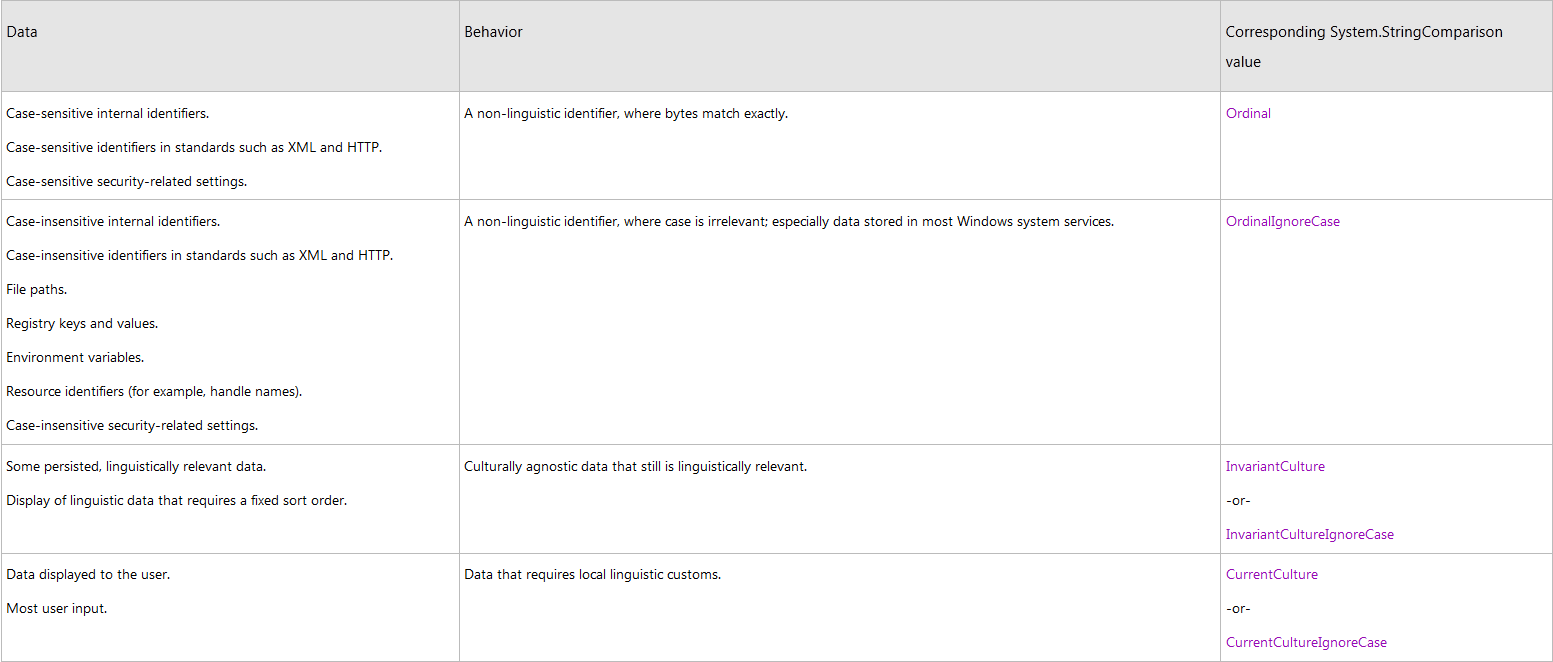 Data
Behavior
Corresponding System.StringComparison
value
Case-sensitive internal identifiers.
Case-sensitive identifiers in standards such as XML and HTTP.
Case-sensitive security-related settings.
A non-linguistic identifier, where bytes match exactly.
Ordinal
Case-insensitive internal identifiers.
Case-insensitive identifiers in standards such as XML and HTTP.
File paths.
Registry keys and values.
Environment variables.
Resource identifiers (for example, handle names).
Case-insensitive security-related settings.
A non-linguistic identifier, where case is irrelevant; especially data stored in most Windows system services.
OrdinalIgnoreCase
Some persisted, linguistically relevant data.
Display of linguistic data that requires a fixed sort order.
Culturally agnostic data that still is linguistically relevant.
InvariantCulture
-or-
InvariantCultureIgnoreCase
Data displayed to the user.
Most user input.
Data that requires local linguistic customs.
CurrentCulture
-or-
CurrentCultureIgnoreCase